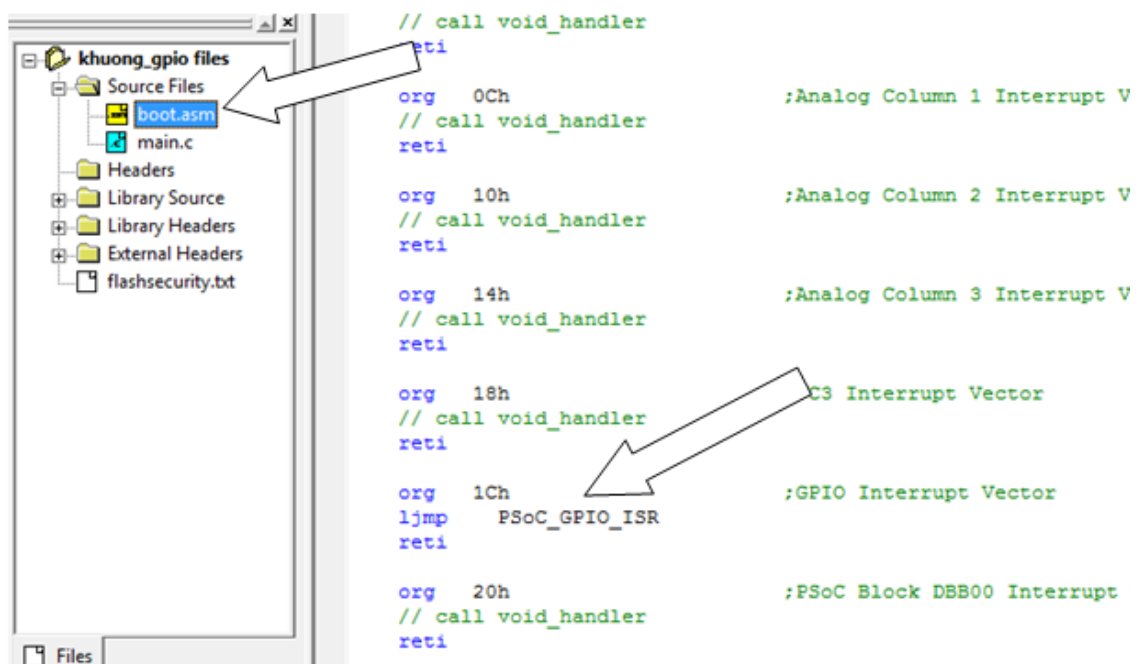 khuong_gpio files
Source Files
boot.asm
main.c
Headers
Library Source
Library Headers
External Headers
flashsecurity.txt
Files
// call void_handler
reti
org 0Ch ;Analog Column 1 Interrupt V
// call void_handler
reti
org 10h ;Analog Column 2 Interrupt V
// call void_handler
reti
org 14h ;Analog Column 3 Interrupt V
// call void_handler
reti
org 18h C3 Interrupt Vector
// call void_handler
reti
org 1Ch ;GPIO Interrupt Vector
ljmp PSoC_GPIO_ISR
reti
org 20h ;PSoC Block DBB00 Interrupt
// call void_handler
reti